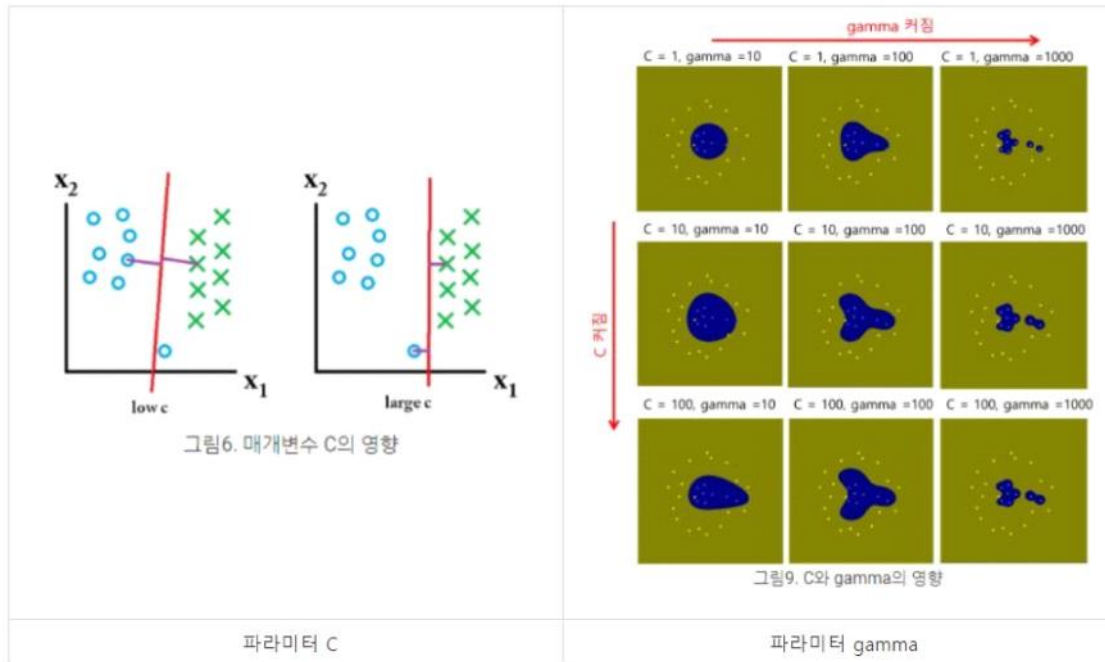 X2
X1
low c
X2
X1
large c
그림6. 매개변수 C의 영향
gamma 커짐
C = 1, gamma =10
C = 1, gamma =100
C = 1, gamma =1000
C 커짐
C = 10, gamma =10
C = 10, gamma =100
C = 10, gamma =1000
C = 100, gamma =10
C = 100, gamma =100
C = 100, gamma =1000
그림9. C와 gamma의 영향
파라미터 C
파라미터 gamma